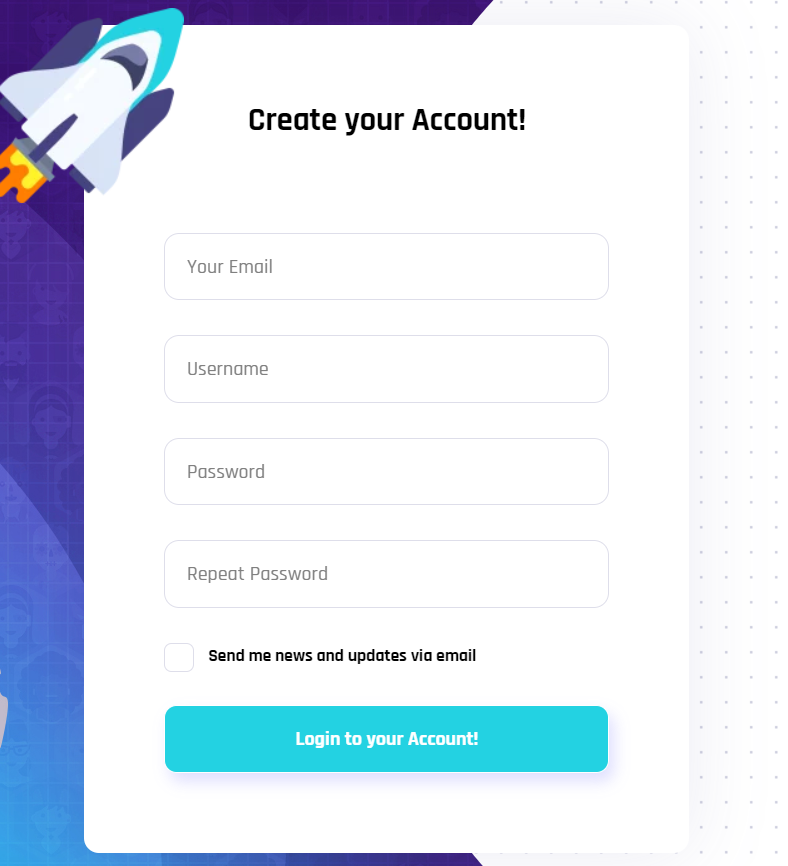 Create your Account!
Your Email
Username
Password
Repeat Password
Send me news and updates via email
Login to your Account!